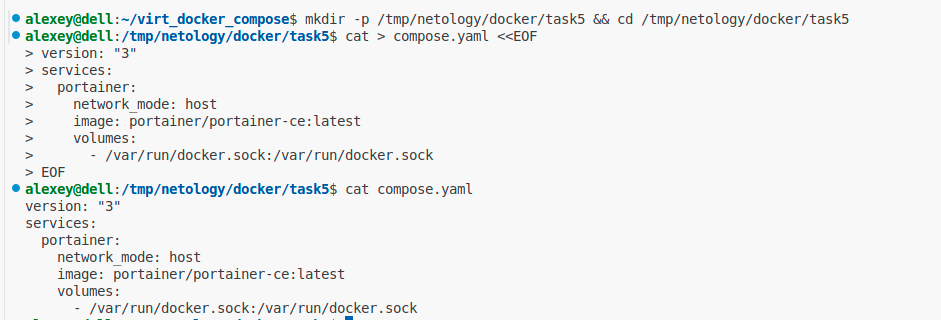 alexey@dell:~/virt_docker_compose$ mkdir -p /tmp/netology/docker/task5 && cd /tmp/netology/docker/task5
alexey@dell:/tmp/netology/docker/task5$ cat > compose.yaml <<EOF
> version: "3"
> services:
>   portainer:
>     network_mode: host
>     image: portainer/portainer-ce:latest
>     volumes:
>       - /var/run/docker.sock:/var/run/docker.sock
> EOF
alexey@dell:/tmp/netology/docker/task5$ cat compose.yaml
version: "3"
services:
  portainer:
    network_mode: host
    image: portainer/portainer-ce:latest
    volumes:
      - /var/run/docker.sock:/var/run/docker.sock